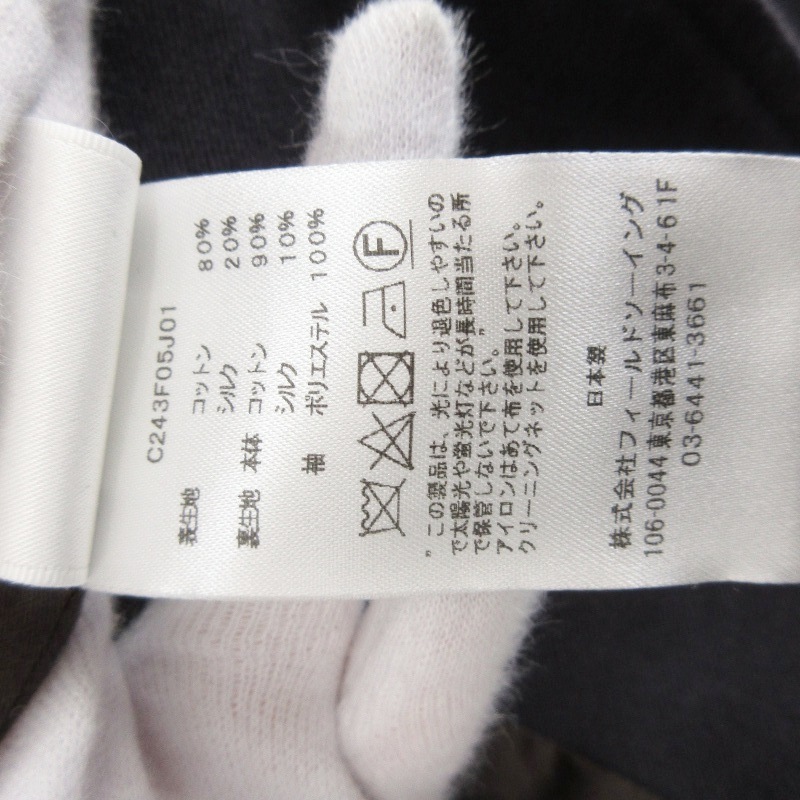 C243F05J01
表生地 コットン 80%
シルク 20%
裏生地 本体 コットン 90%
シルク 10%
袖 ポリエステル 100%
F
"この製品は、光により退色しやすいの
で太陽光や蛍光灯などが長時間当たる所
で保管しないで下さい。"
アイロンはあて布を使用して下さい。
クリーニングネットを使用して下さい。
日本製
株式会社フィールドソーイング
106-0044 東京都港区東麻布3-4-6 1F
03-6441-3661